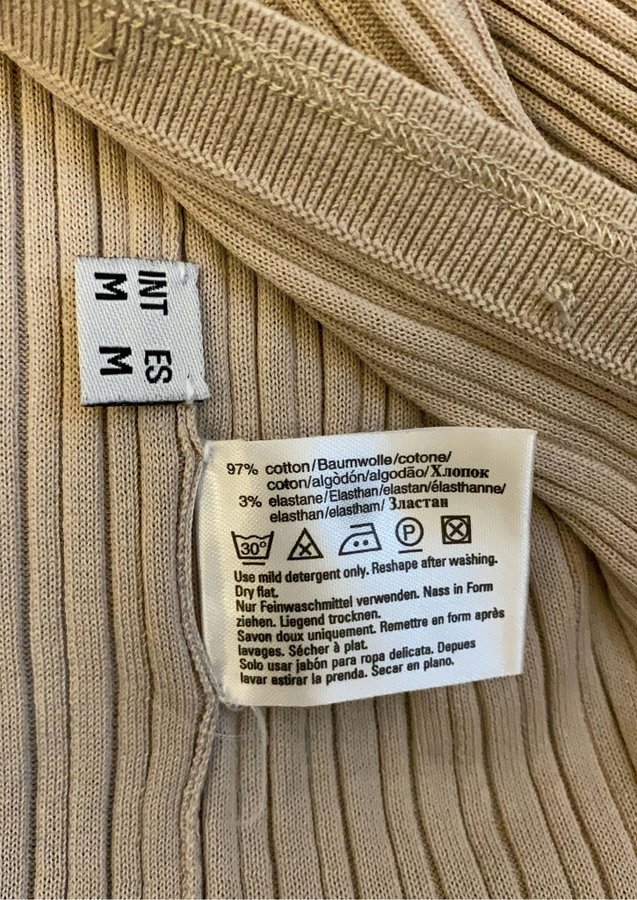 INT ES
M M
97% cotton/Baumwolle/cotone/
coton/algòdón/algodão/Хлопок
3% elastane/Elasthan/elastan/élasthanne/
elasthan/elastham/ Эластан
30°
P
Use mild detergent only. Reshape after washing.
Dry flat.
Nur Feinwaschmittel verwenden. Nass in Form
ziehen. Liegend trocknen.
Savon doux uniquement. Remettre en form après
lavages. Sécher à plat.
Solo usar jabón para ropa delicata. Depues
lavar estirar la prenda. Secar en plano.